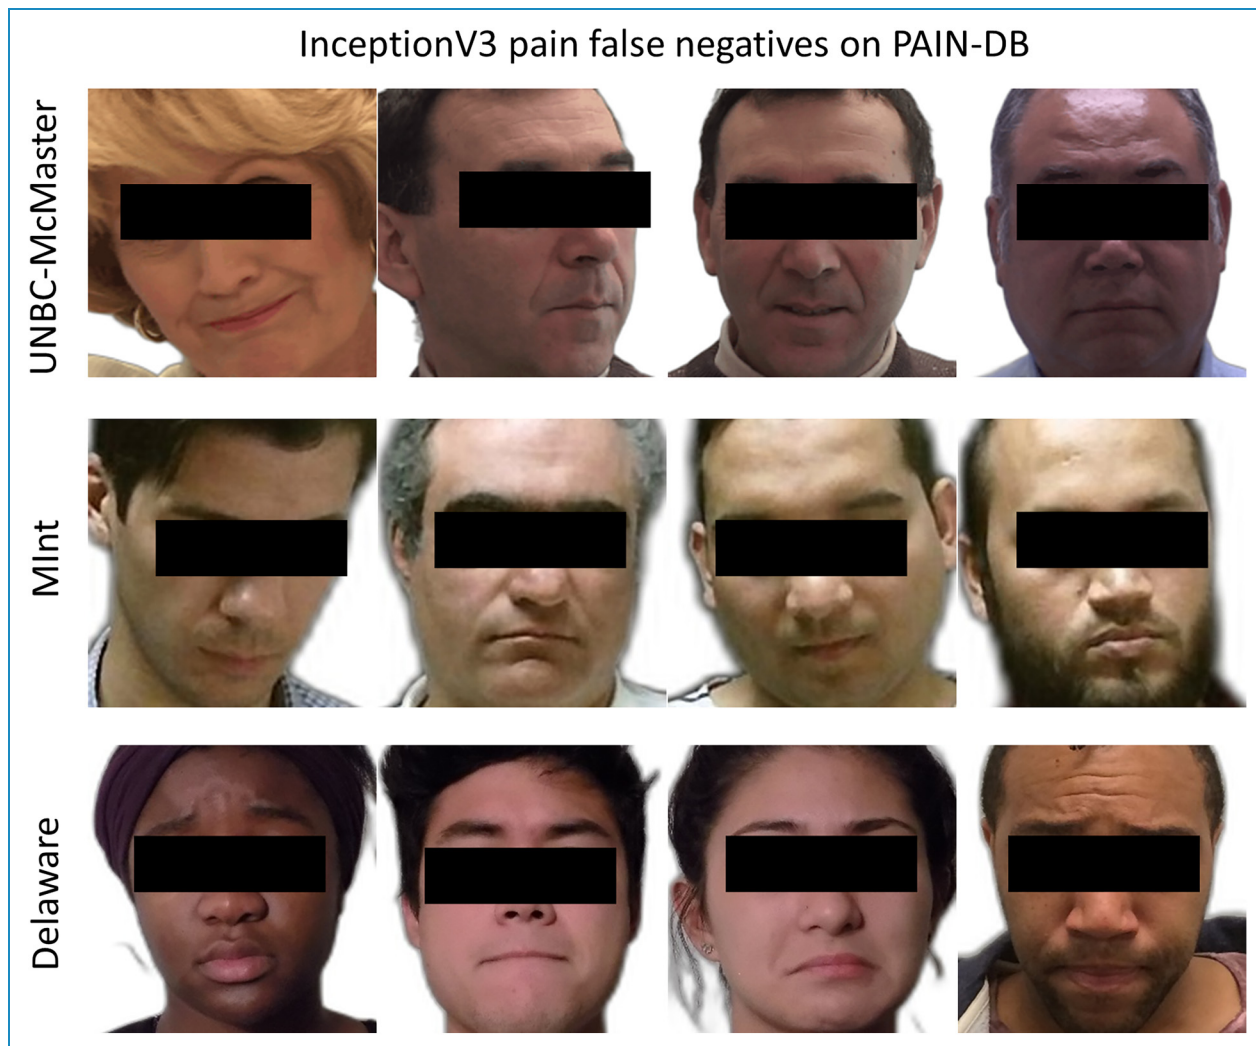 InceptionV3 pain false negatives on PAIN-DB
UNBC-McMaster
MInt
Delaware